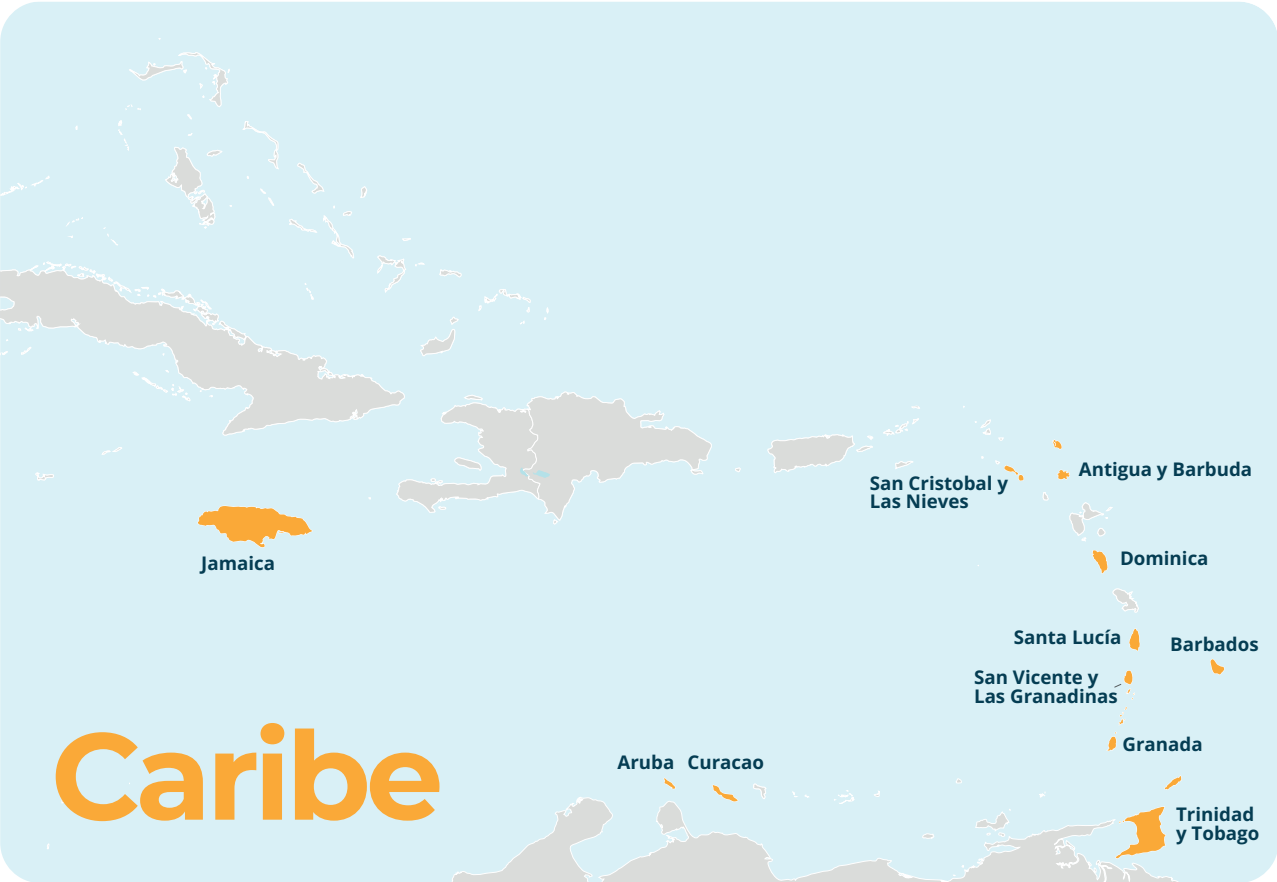 San Cristobal y
Las Nieves
Antigua y Barbuda
Jamaica
Dominica
Santa Lucía
Barbados
San Vicente y
Las Granadinas
Granada
Aruba
Curacao
Caribe
Trinidad
y Tobago